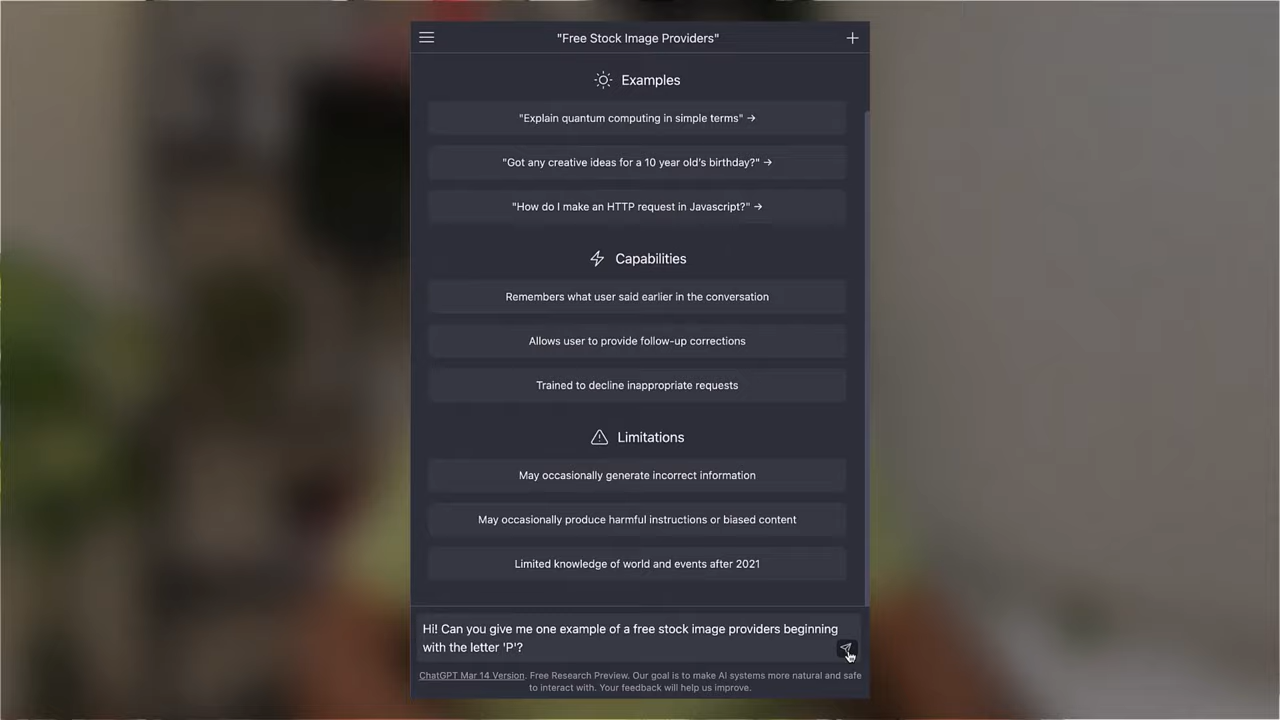 "Free Stock Image Providers"
Examples
"Explain quantum computing in simple terms" →
"Got any creative ideas for a 10 year old's birthday?" →
"How do I make an HTTP request in Javascript?" →
Capabilities
Remembers what user said earlier in the conversation
Allows user to provide follow-up corrections
Trained to decline inappropriate requests
Limitations
May occasionally generate incorrect information
May occasionally produce harmful instructions or biased content
Limited knowledge of world and events after 2021
Hi! Can you give me one example of a free stock image providers beginning
with the letter 'P'?
ChatGPT Mar 14 Version. Free Research Preview. Our goal is to make AI systems more natural and safe
to interact with. Your feedback will help us improve.